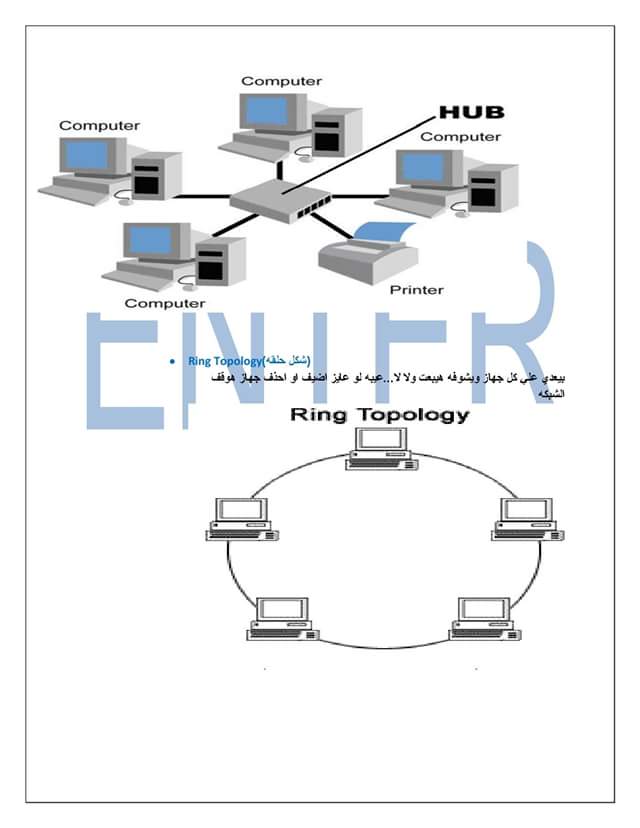 Computer
HUB
Computer
Computer
Computer
Printer
ENTER
• Ring Topology(شكل حلقه)
بيعدي علي كل جهاز ويشوفه هيبعت ولا لا...عيبه لو عايز اضيف او احذف جهاز هوقف
الشبكه
Ring Topology